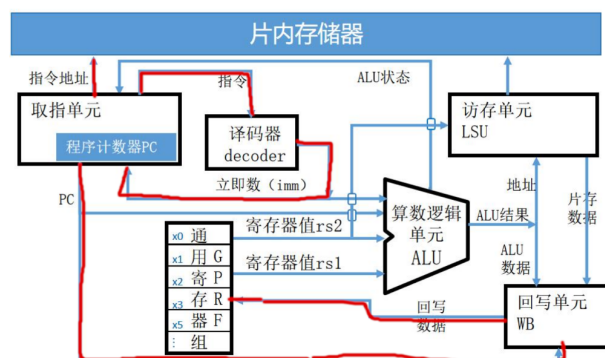 片内存储器
指令地址
指令
ALU状态
取指单元
程序计数器PC
译码器
decoder
访存单元
LSU
立即数（imm）
PC
地址
片存
数据
算数逻辑
单元
ALU
ALU结果
寄存器值rs2
寄存器值rs1
x0 通
x1 用 G
x2 寄 P
x3 存 R
x5 器 F
⋮ 组
ALU
数据
回写
数据
回写单元
WB